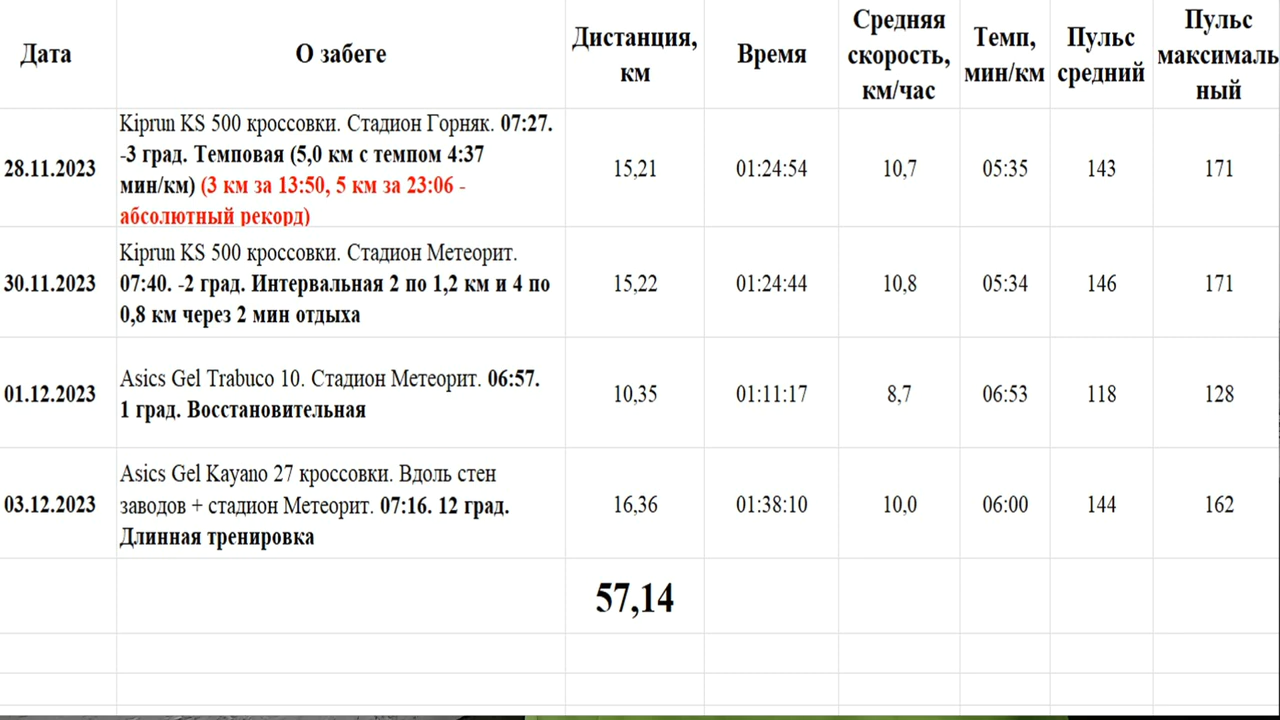 Дата
О забеге
Дистанция,
км
Время
Средняя
скорость,
км/час
Темп,
мин/км
Пульс
средний
Пульс
максималь
ный
28.11.2023
Kiprun KS 500 кроссовки. Стадион Горняк. 07:27.
-3 град. Темповая (5,0 км с темпом 4:37
мин/км) (3 км за 13:50, 5 км за 23:06 -
абсолютный рекорд)
15,21
01:24:54
10,7
05:35
143
171
30.11.2023
Kiprun KS 500 кроссовки. Стадион Метеорит.
07:40. -2 град. Интервальная 2 по 1,2 км и 4 по
0,8 км через 2 мин отдыха
15,22
01:24:44
10,8
05:34
146
171
01.12.2023
Asics Gel Trabuco 10. Стадион Метеорит. 06:57.
1 град. Восстановительная
10,35
01:11:17
8,7
06:53
118
128
03.12.2023
Asics Gel Kayano 27 кроссовки. Вдоль стен
заводов + стадион Метеорит. 07:16. 12 град.
Длинная тренировка
16,36
01:38:10
10,0
06:00
144
162
57,14